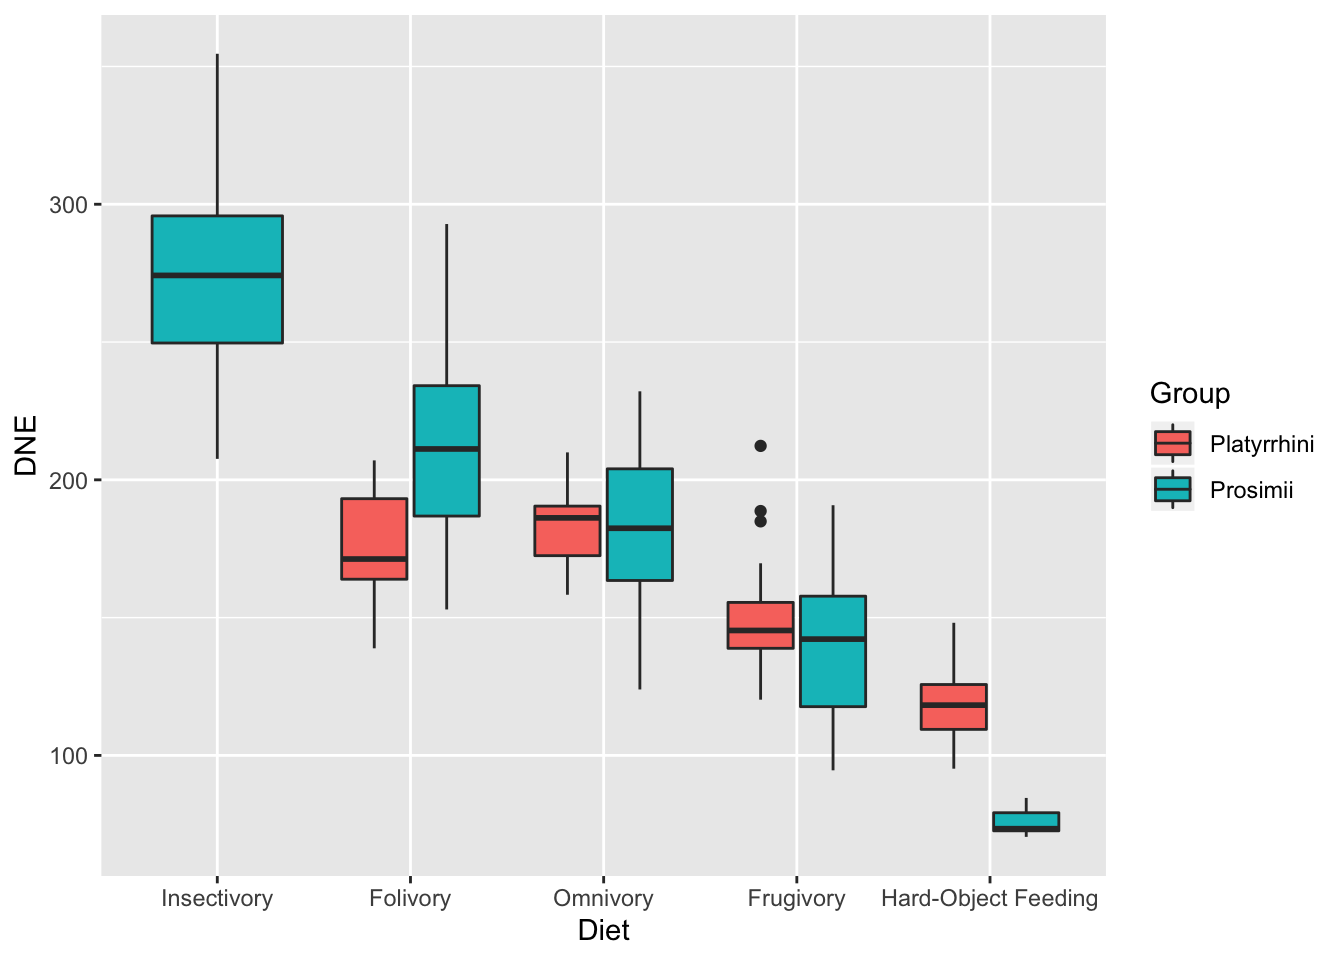 DNE
300
200
100
Insectivory
Folivory
Omnivory
Frugivory
Hard-Object Feeding
Diet
Group
Platyrrhini
Prosimii